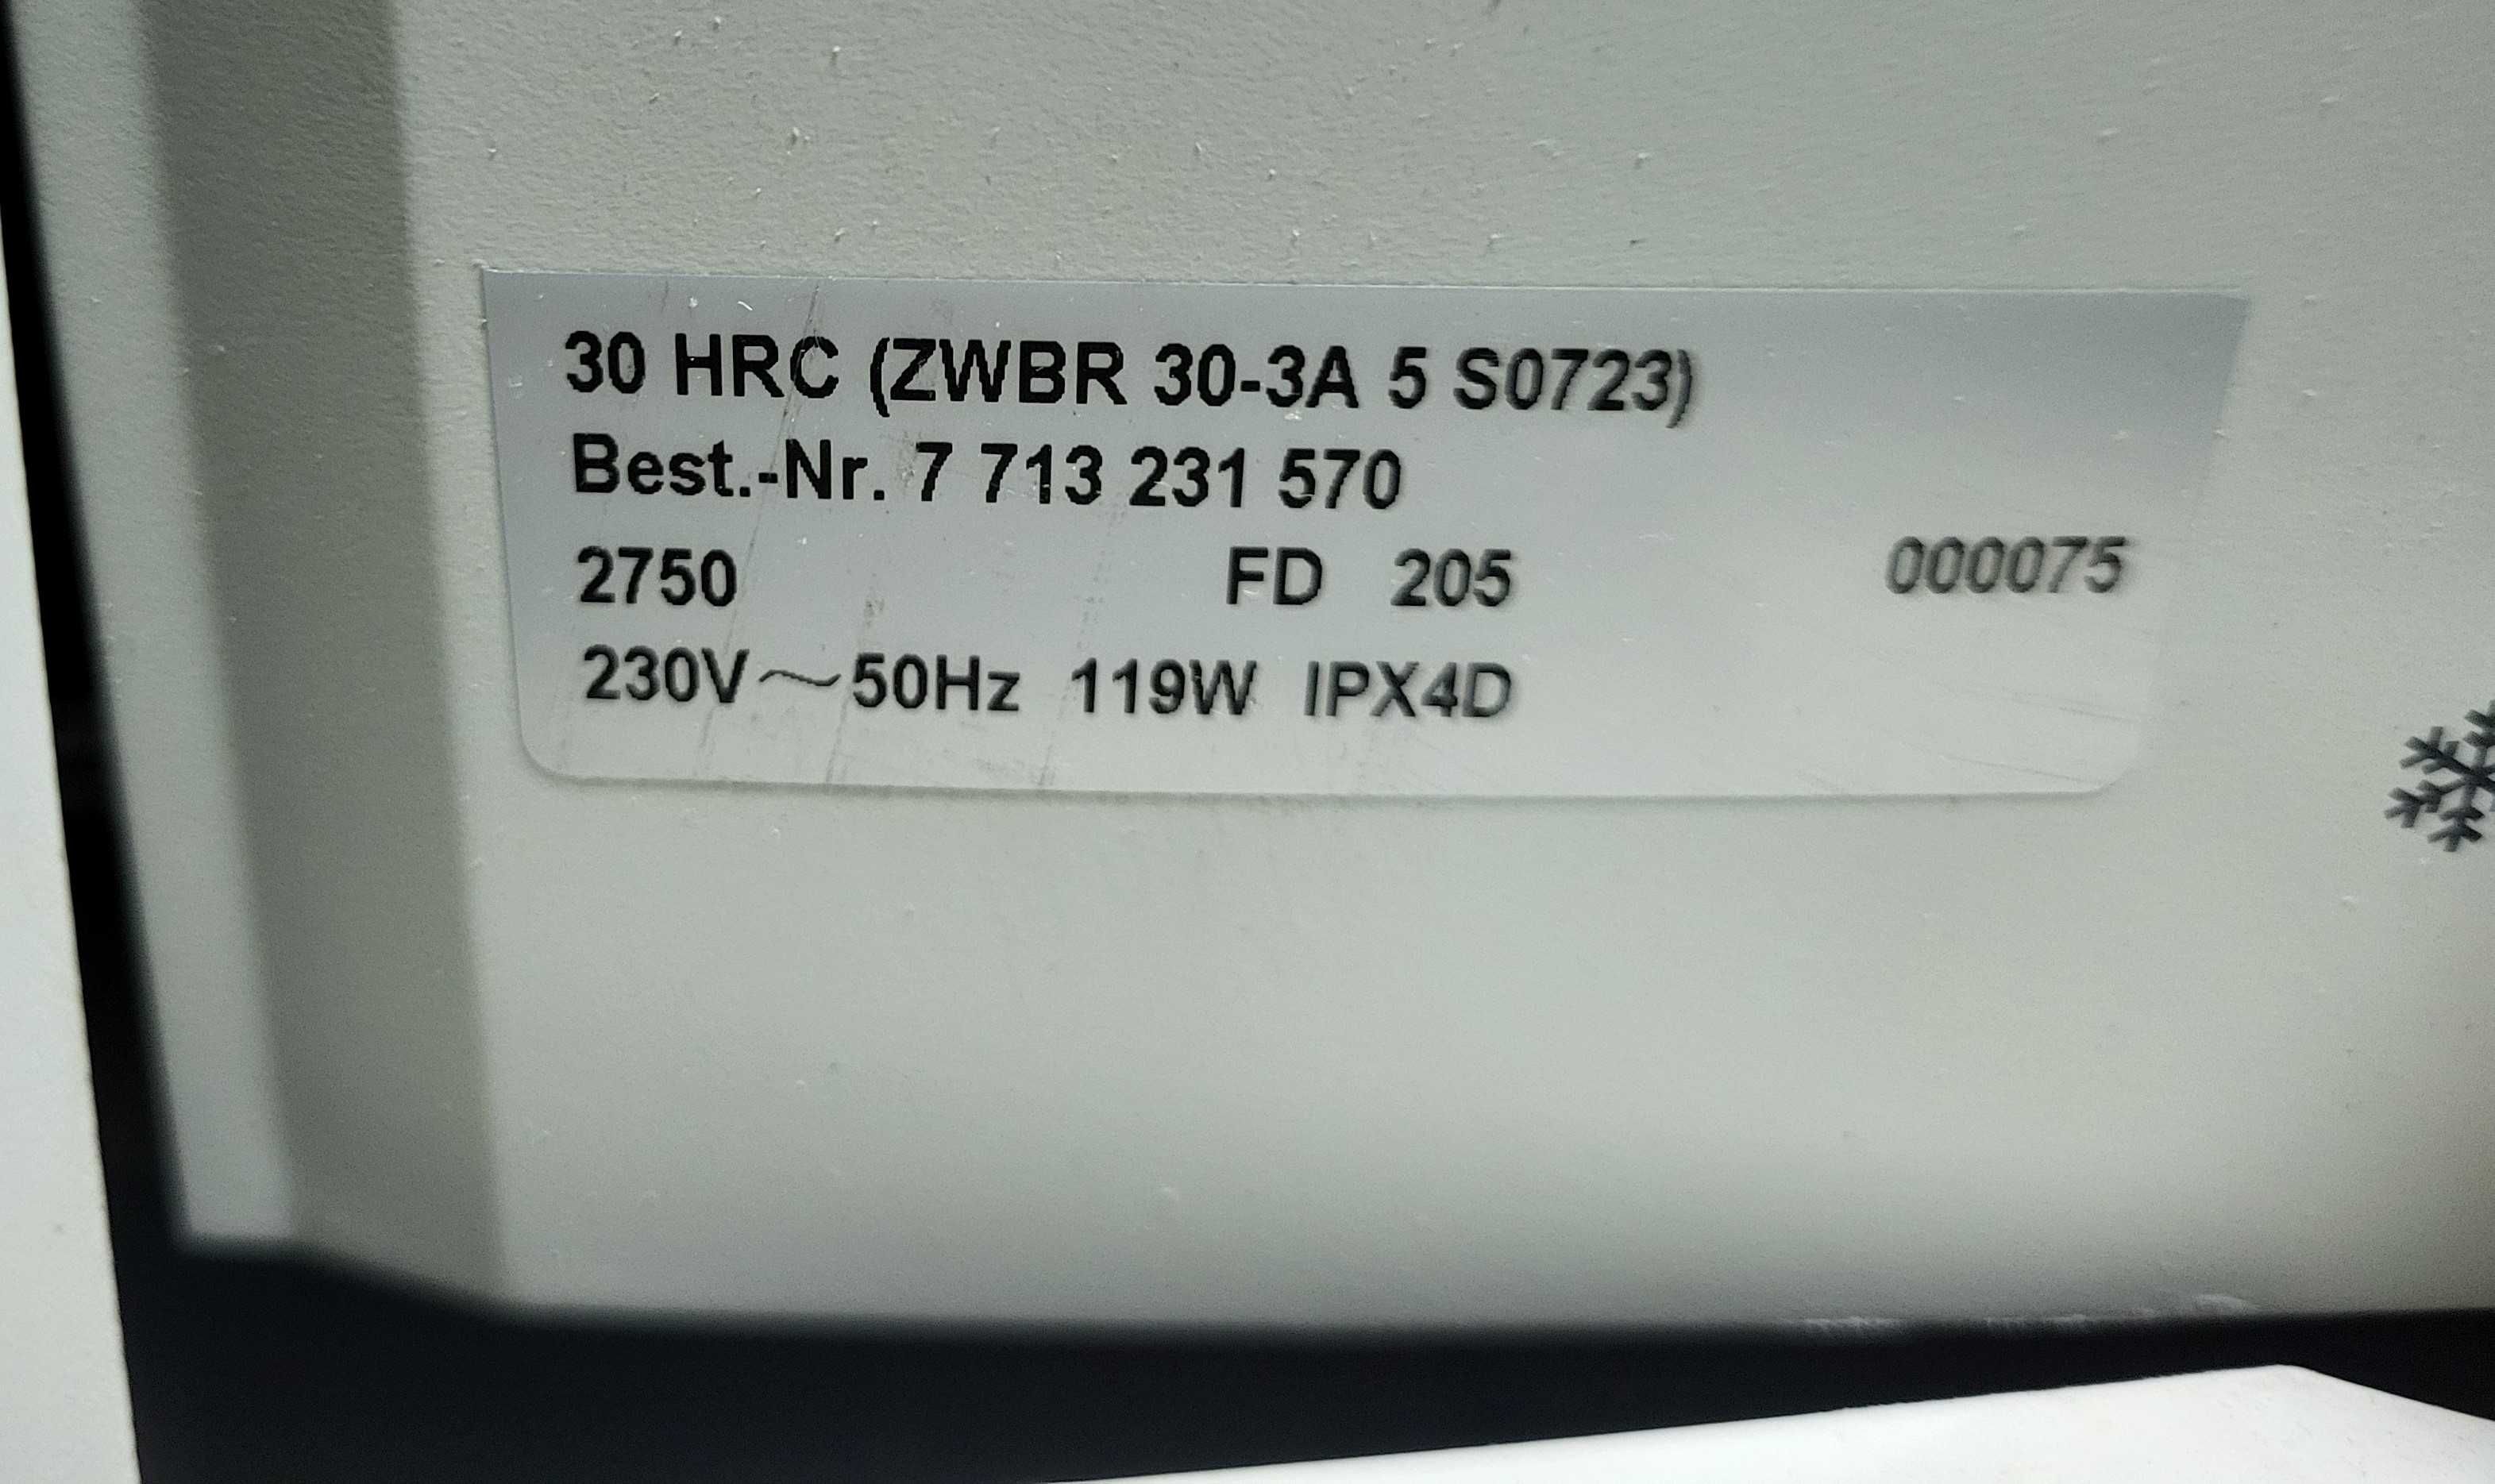 30 HRC (ZWBR 30-3A 5 S0723)
Best.-Nr. 7 713 231 570
2750 FD 205 000075
230V~50Hz 119W IPX4D